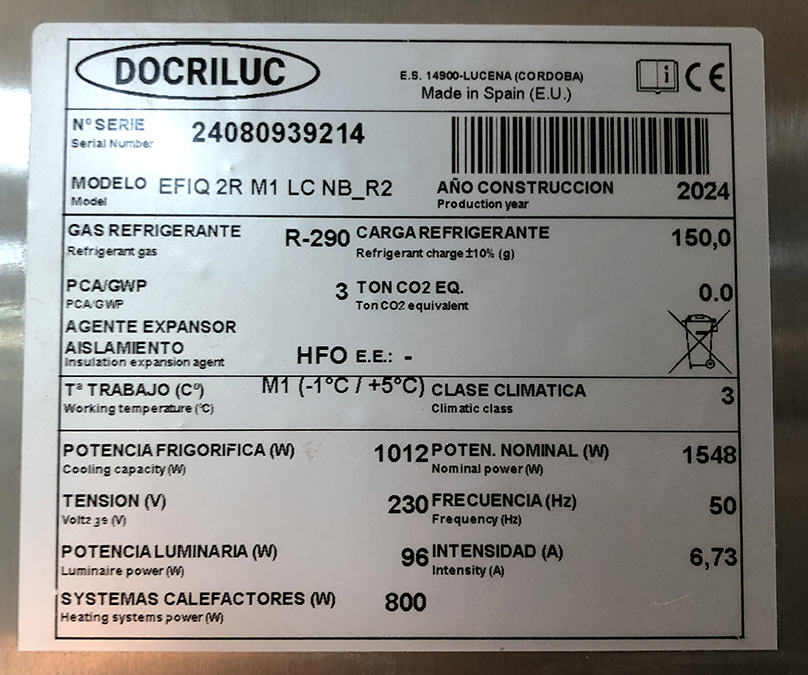 DOCRILUC
E.S. 14900-LUCENA (CORDOBA)
Made in Spain (E.U.)
i CE
Nº SERIE 24080939214
Serial Number
MODELO EFIQ 2R M1 LC NB_R2 AÑO CONSTRUCCION 2024
Model Production year
GAS REFRIGERANTE R-290 CARGA REFRIGERANTE 150,0
Refrigerant gas Refrigerant charge ±10% (g)
PCA/GWP 3 TON CO2 EQ. 0.0
PCA/GWP Ton CO2 equivalent
AGENTE EXPANSOR
AISLAMIENTO HFO E.E.: -
Insulation expansion agent
Tª TRABAJO (Cº) M1 (-1°C / +5°C) CLASE CLIMATICA 3
Working temperature (°C) Climatic class
POTENCIA FRIGORIFICA (W) 1012 POTEN. NOMINAL (W) 1548
Cooling capacity (W) Nominal power (W)
TENSION (V) 230 FRECUENCIA (Hz) 50
Voltage (V) Frequency (Hz)
POTENCIA LUMINARIA (W) 96 INTENSIDAD (A) 6,73
Luminaire power (W) Intensity (A)
SYSTEMAS CALEFACTORES (W) 800
Heating systems power (W)